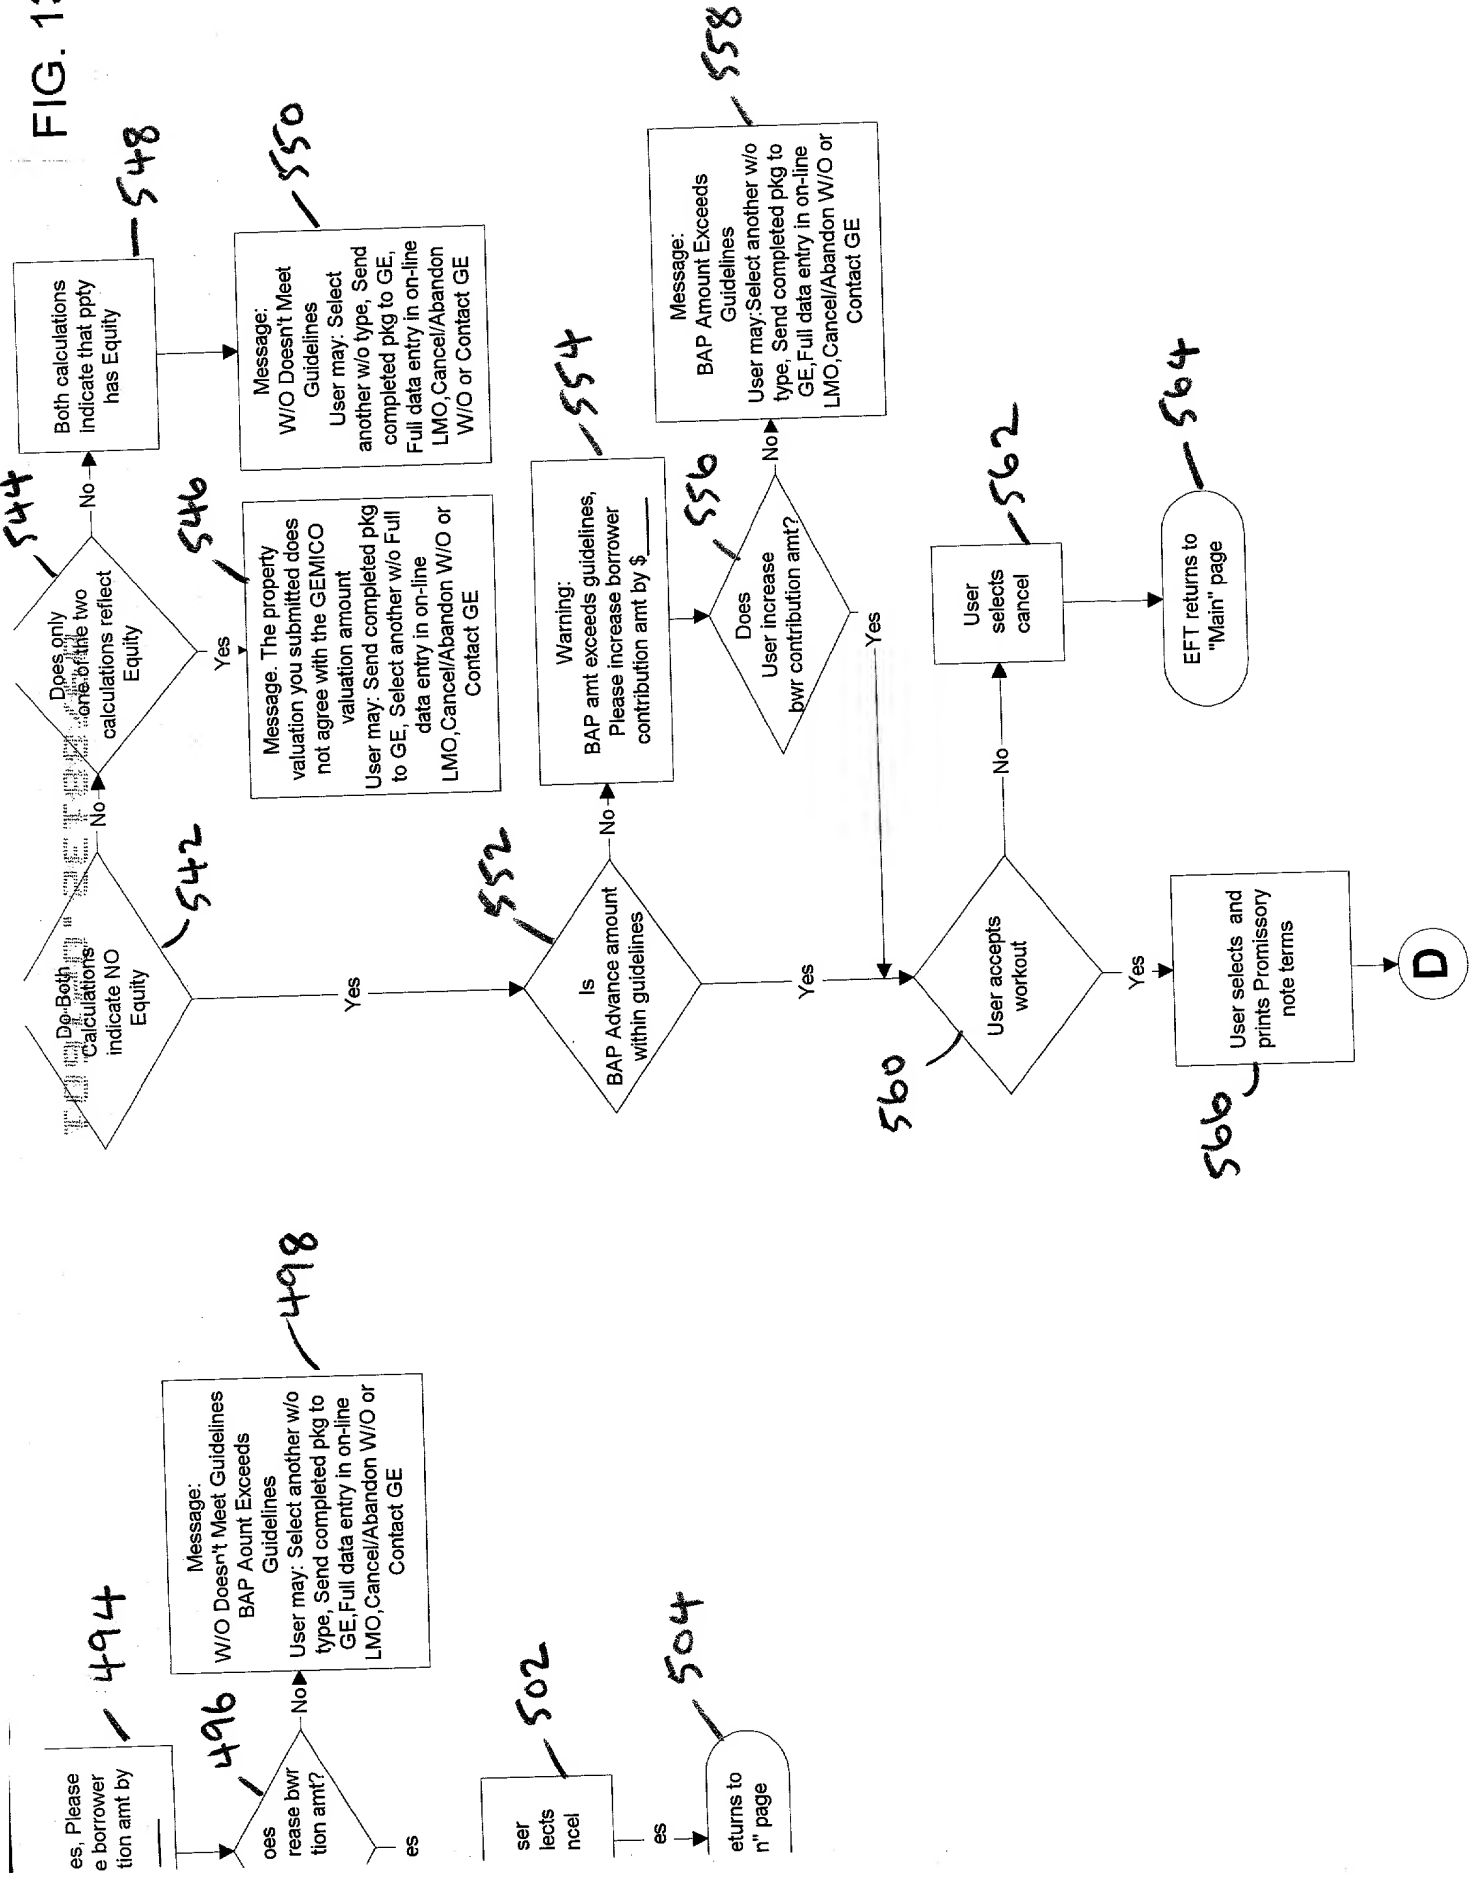 FIG. 13
Do Both
Calculations
indicate NO
Equity
542
No
Does only
one of the two
calculations reflect
Equity
544
No
Both calculations
indicate that ppty
has Equity
548
Yes
Message. The property
valuation you submitted does
not agree with the GEMICO
valuation amount
User may: Send completed pkg
to GE, Select another w/o Full
data entry in on-line
LMO,Cancel/Abandon W/O or
Contact GE
546
Message:
W/O Doesn't Meet
Guidelines
User may: Select
another w/o type, Send
completed pkg to GE,
Full data entry in on-line
LMO,Cancel/Abandon
W/O or Contact GE
550
Yes
Is
BAP Advance amount
within guidelines
552
No
Warning:
BAP amt exceeds guidelines,
Please increase borrower
contribution amt by $____
554
Does
User increase
bwr contribution amt?
556
No
Message:
BAP Amount Exceeds
Guidelines
User may:Select another w/o
type, Send completed pkg to
GE,Full data entry in on-line
LMO,Cancel/Abandon W/O or
Contact GE
558
Yes
Yes
User accepts
workout
560
No
User
selects
cancel
562
EFT returns to
"Main" page
564
Yes
User selects and
prints Promissory
note terms
566
D
es, Please
e borrower
tion amt by
494
oes
rease bwr
tion amt?
496
No
Message:
W/O Doesn't Meet Guidelines
BAP Aount Exceeds
Guidelines
User may: Select another w/o
type, Send completed pkg to
GE,Full data entry in on-line
LMO,Cancel/Abandon W/O or
Contact GE
498
es
ser
lects
ncel
502
es
eturns to
n" page
504